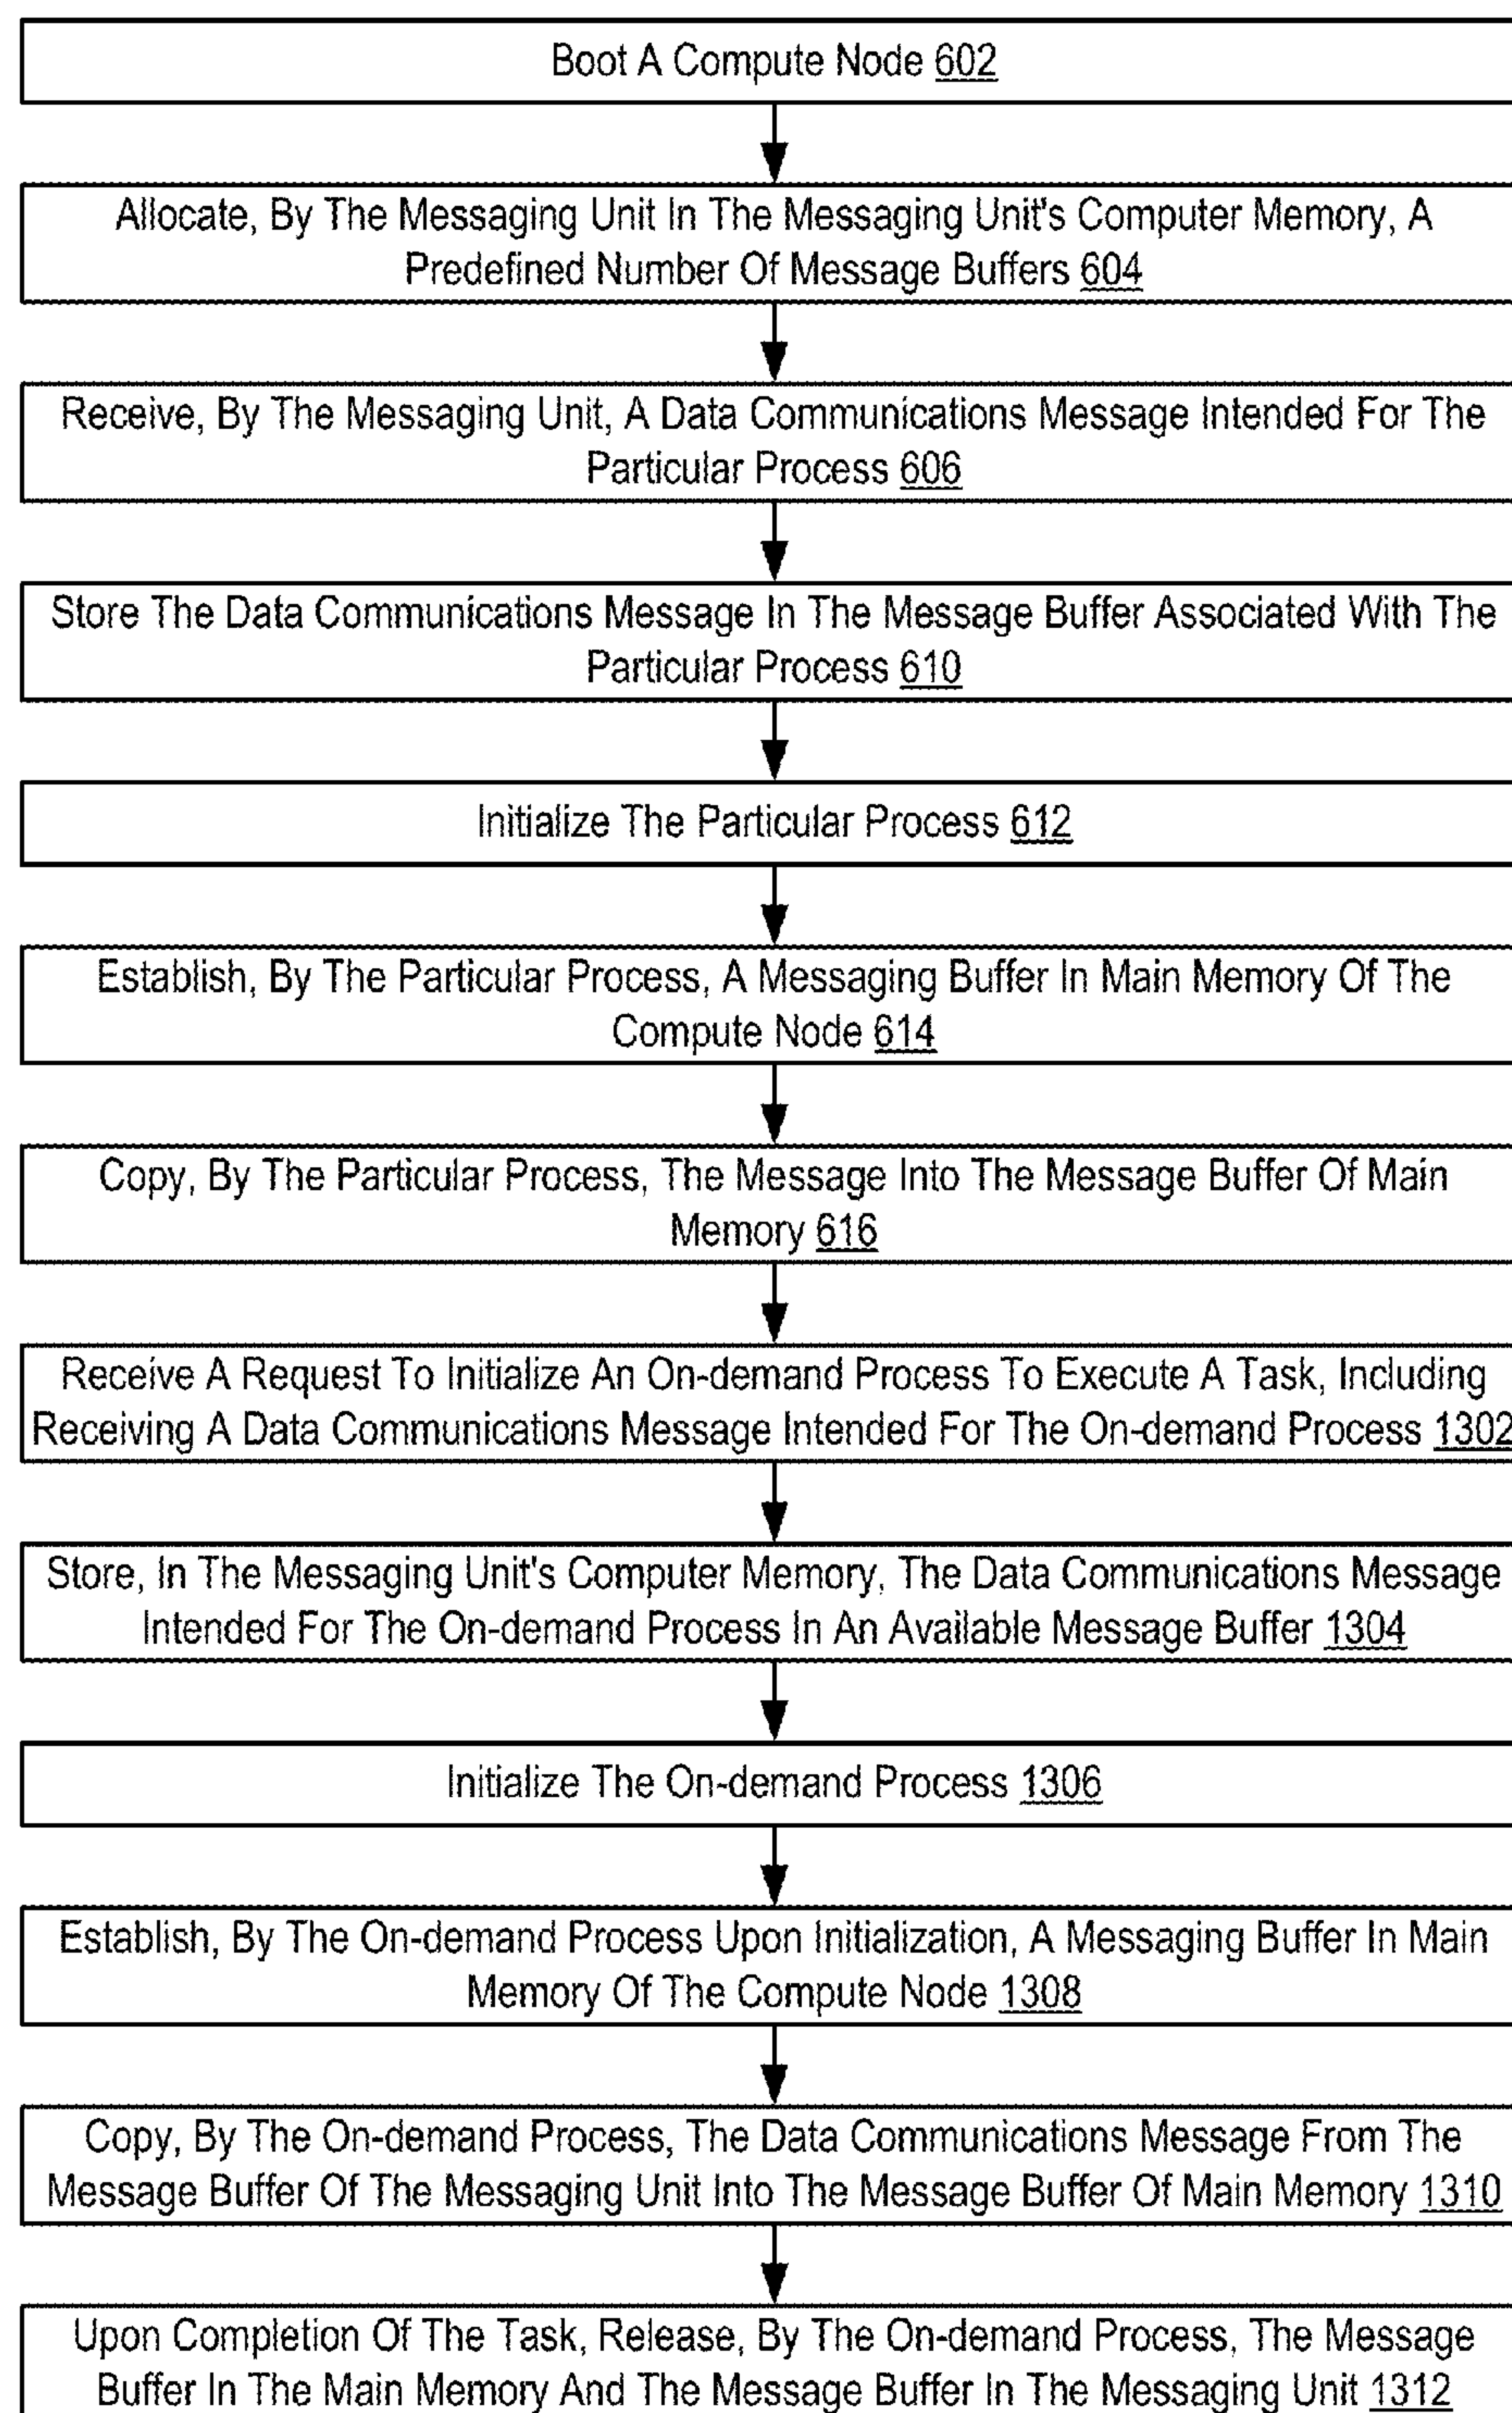 Boot A Compute Node 602
Allocate, By The Messaging Unit In The Messaging Unit's Computer Memory, A
Predefined Number Of Message Buffers 604
Receive, By The Messaging Unit, A Data Communications Message Intended For The
Particular Process 606
Store The Data Communications Message In The Message Buffer Associated With The
Particular Process 610
Initialize The Particular Process 612
Establish, By The Particular Process, A Messaging Buffer In Main Memory Of The
Compute Node 614
Copy, By The Particular Process, The Message Into The Message Buffer Of Main
Memory 616
Receive A Request To Initialize An On-demand Process To Execute A Task, Including
Receiving A Data Communications Message Intended For The On-demand Process 1302
Store, In The Messaging Unit's Computer Memory, The Data Communications Message
Intended For The On-demand Process In An Available Message Buffer 1304
Initialize The On-demand Process 1306
Establish, By The On-demand Process Upon Initialization, A Messaging Buffer In Main
Memory Of The Compute Node 1308
Copy, By The On-demand Process, The Data Communications Message From The
Message Buffer Of The Messaging Unit Into The Message Buffer Of Main Memory 1310
Upon Completion Of The Task, Release, By The On-demand Process, The Message
Buffer In The Main Memory And The Message Buffer In The Messaging Unit 1312